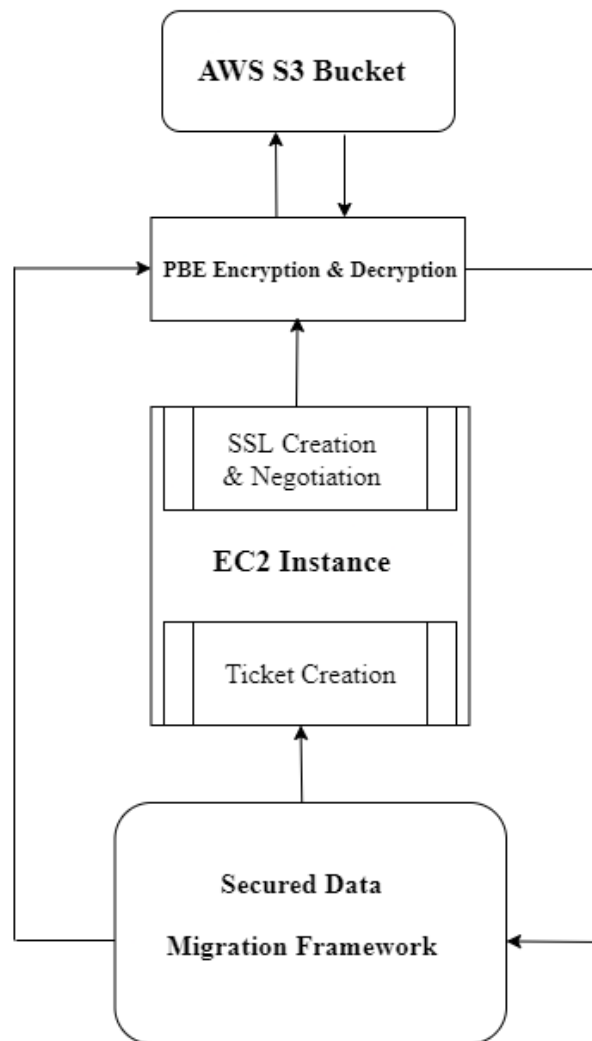 AWS S3 Bucket
PBE Encryption & Decryption
SSL Creation
& Negotiation
EC2 Instance
Ticket Creation
Secured Data
Migration Framework